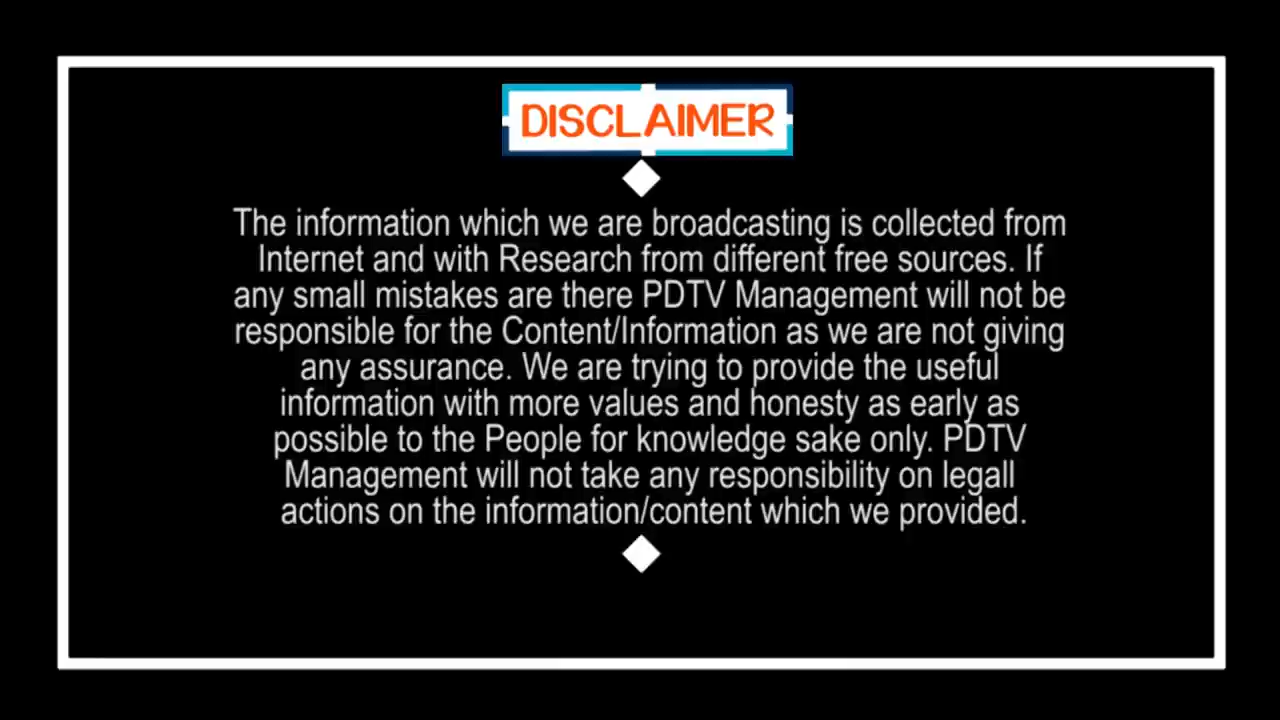 DISCLAIMER
The information which we are broadcasting is collected from
Internet and with Research from different free sources. If
any small mistakes are there PDTV Management will not be
responsible for the Content/Information as we are not giving
any assurance. We are trying to provide the useful
information with more values and honesty as early as
possible to the People for knowledge sake only. PDTV
Management will not take any responsibility on legall
actions on the information/content which we provided.